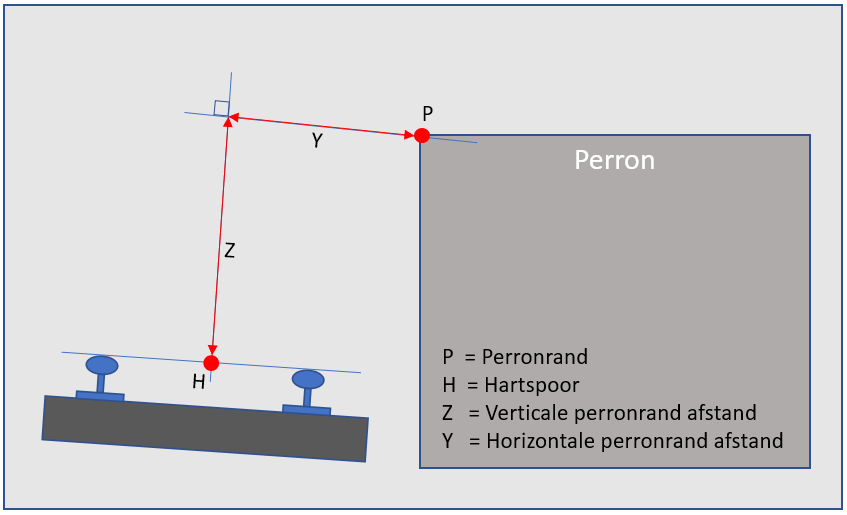 P
Y
Perron
Z
H
P = Perronrand
H = Hartspoor
Z = Verticale perronrand afstand
Y = Horizontale perronrand afstand